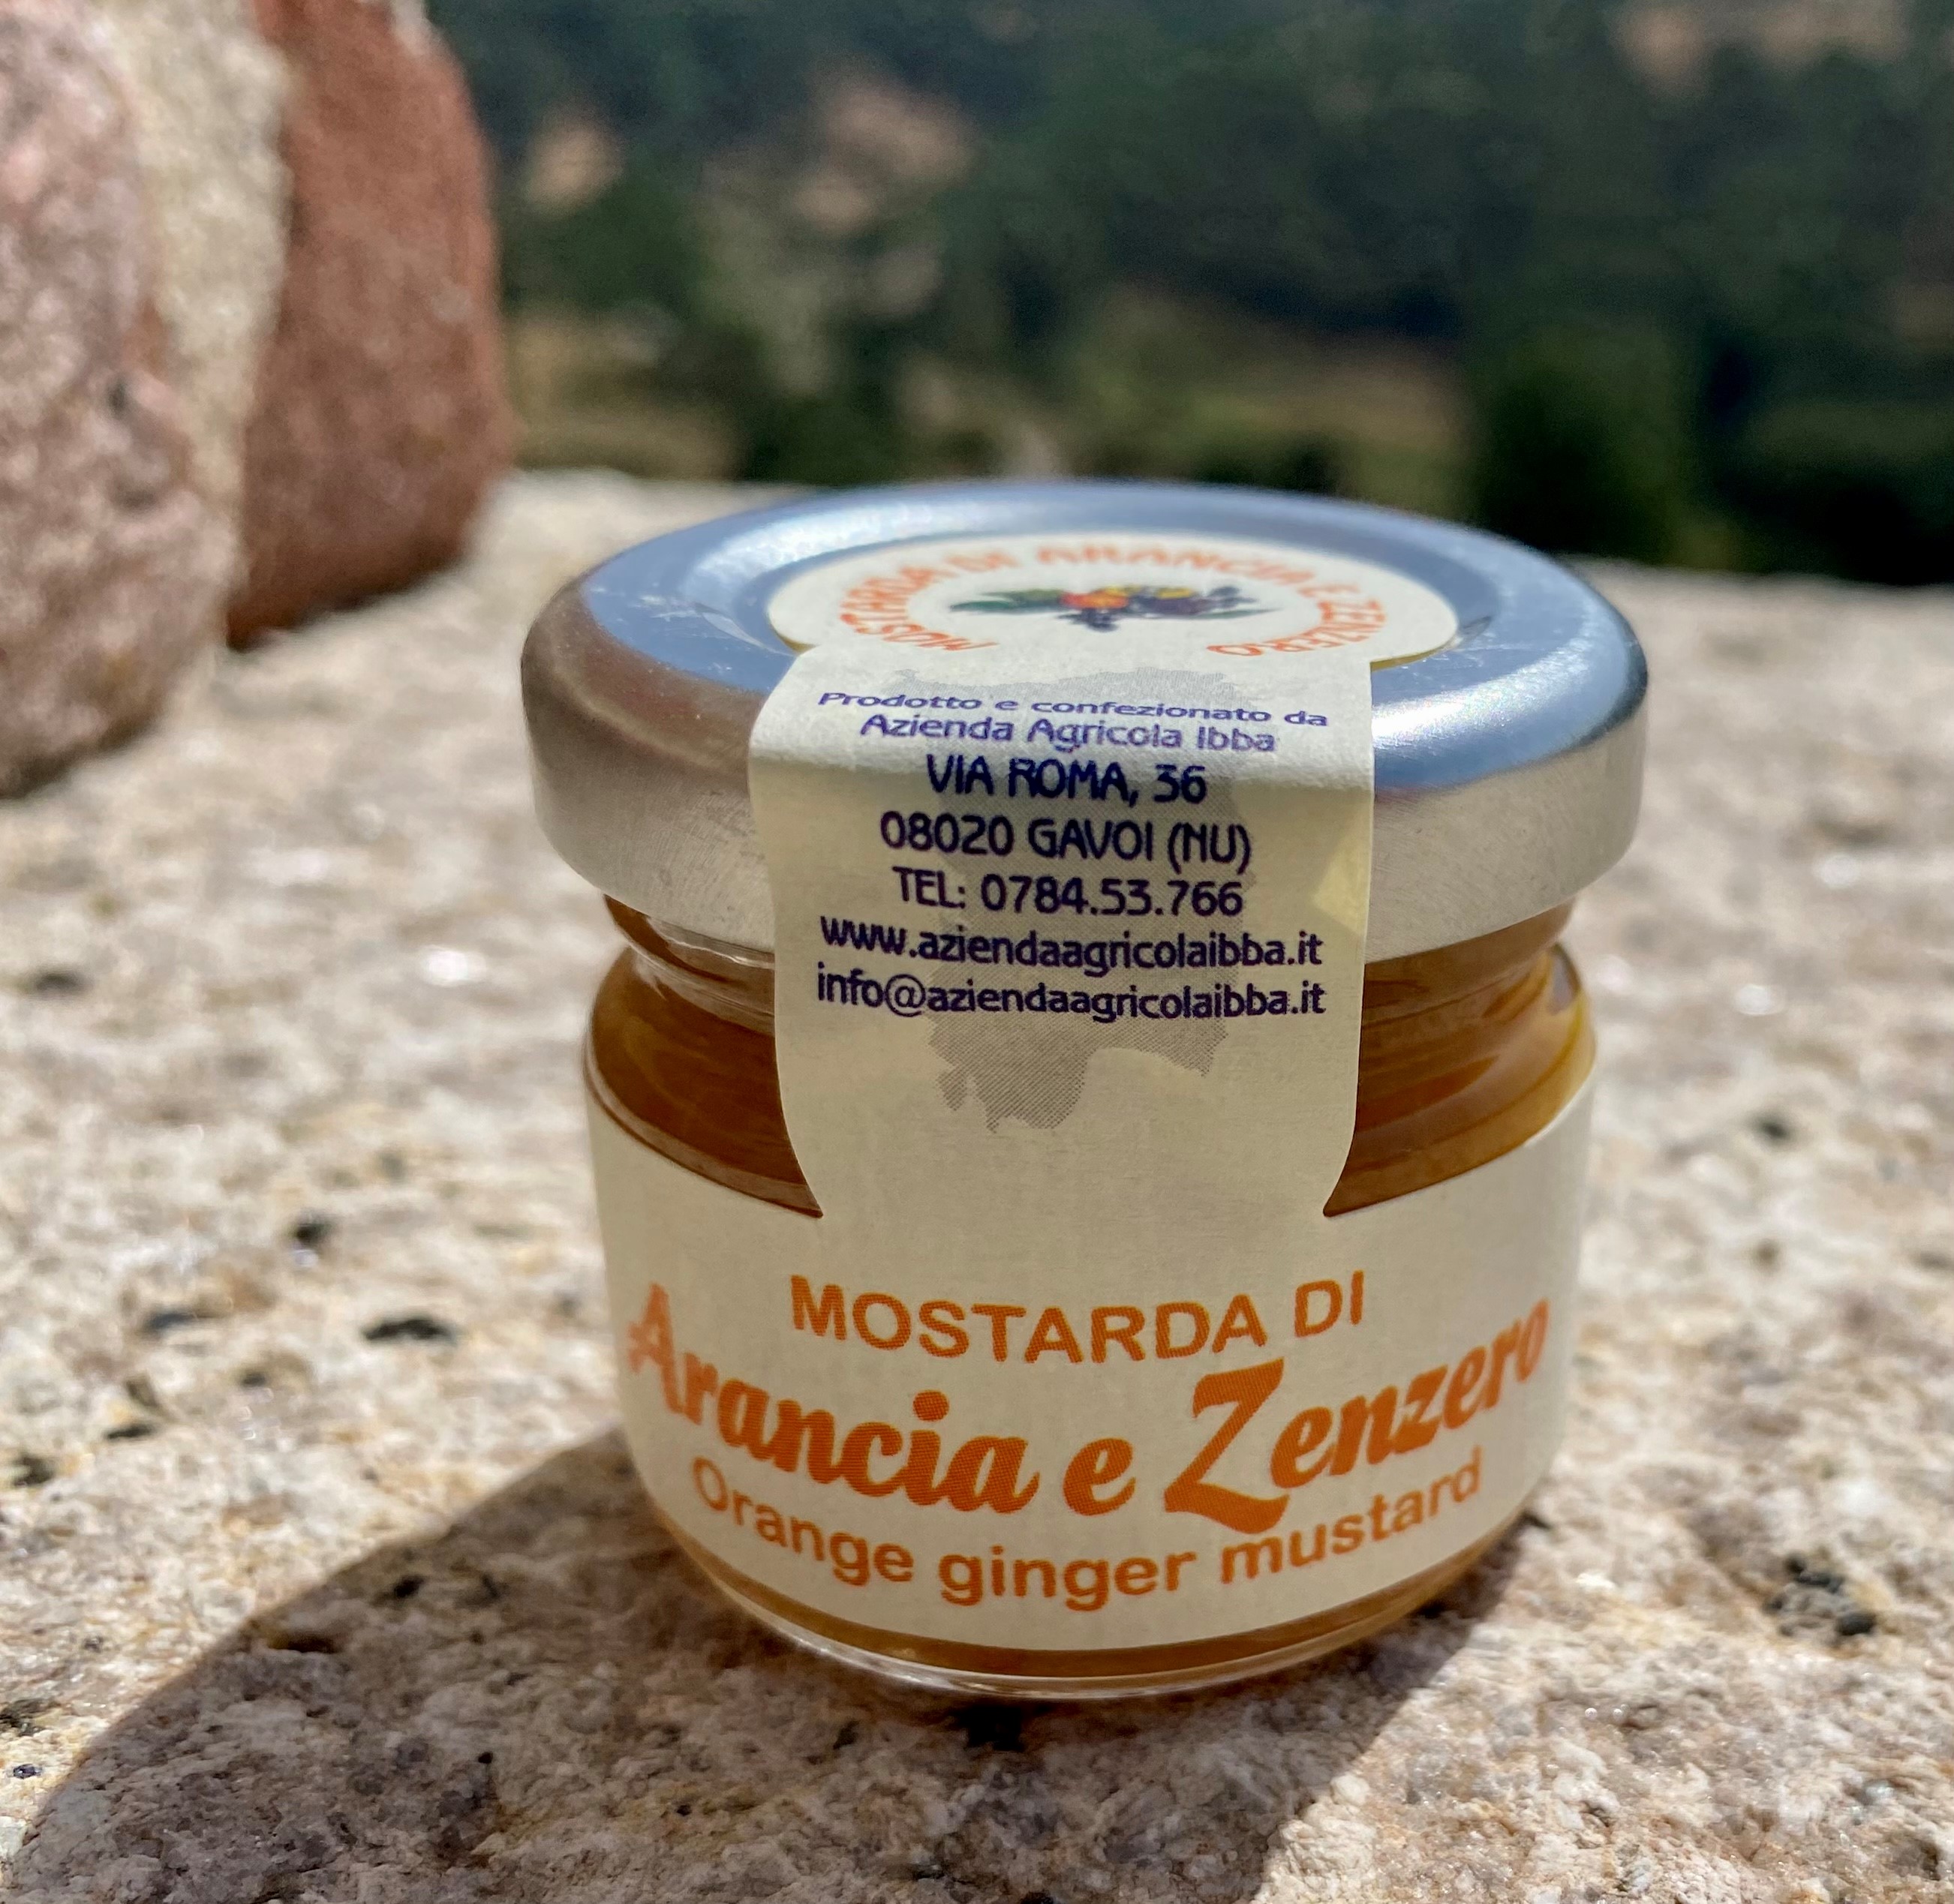 MOSTARDA DI ARANCIA E ZENZERO
Prodotto e confezionato da
Azienda Agricola Ibba
VIA ROMA, 36
08020 GAVOI (NU)
TEL: 0784.53.766
www.aziendaagricolaibba.it
info@aziendaagricolaibba.it
MOSTARDA DI
Arancia e Zenzero
Orange ginger mustard